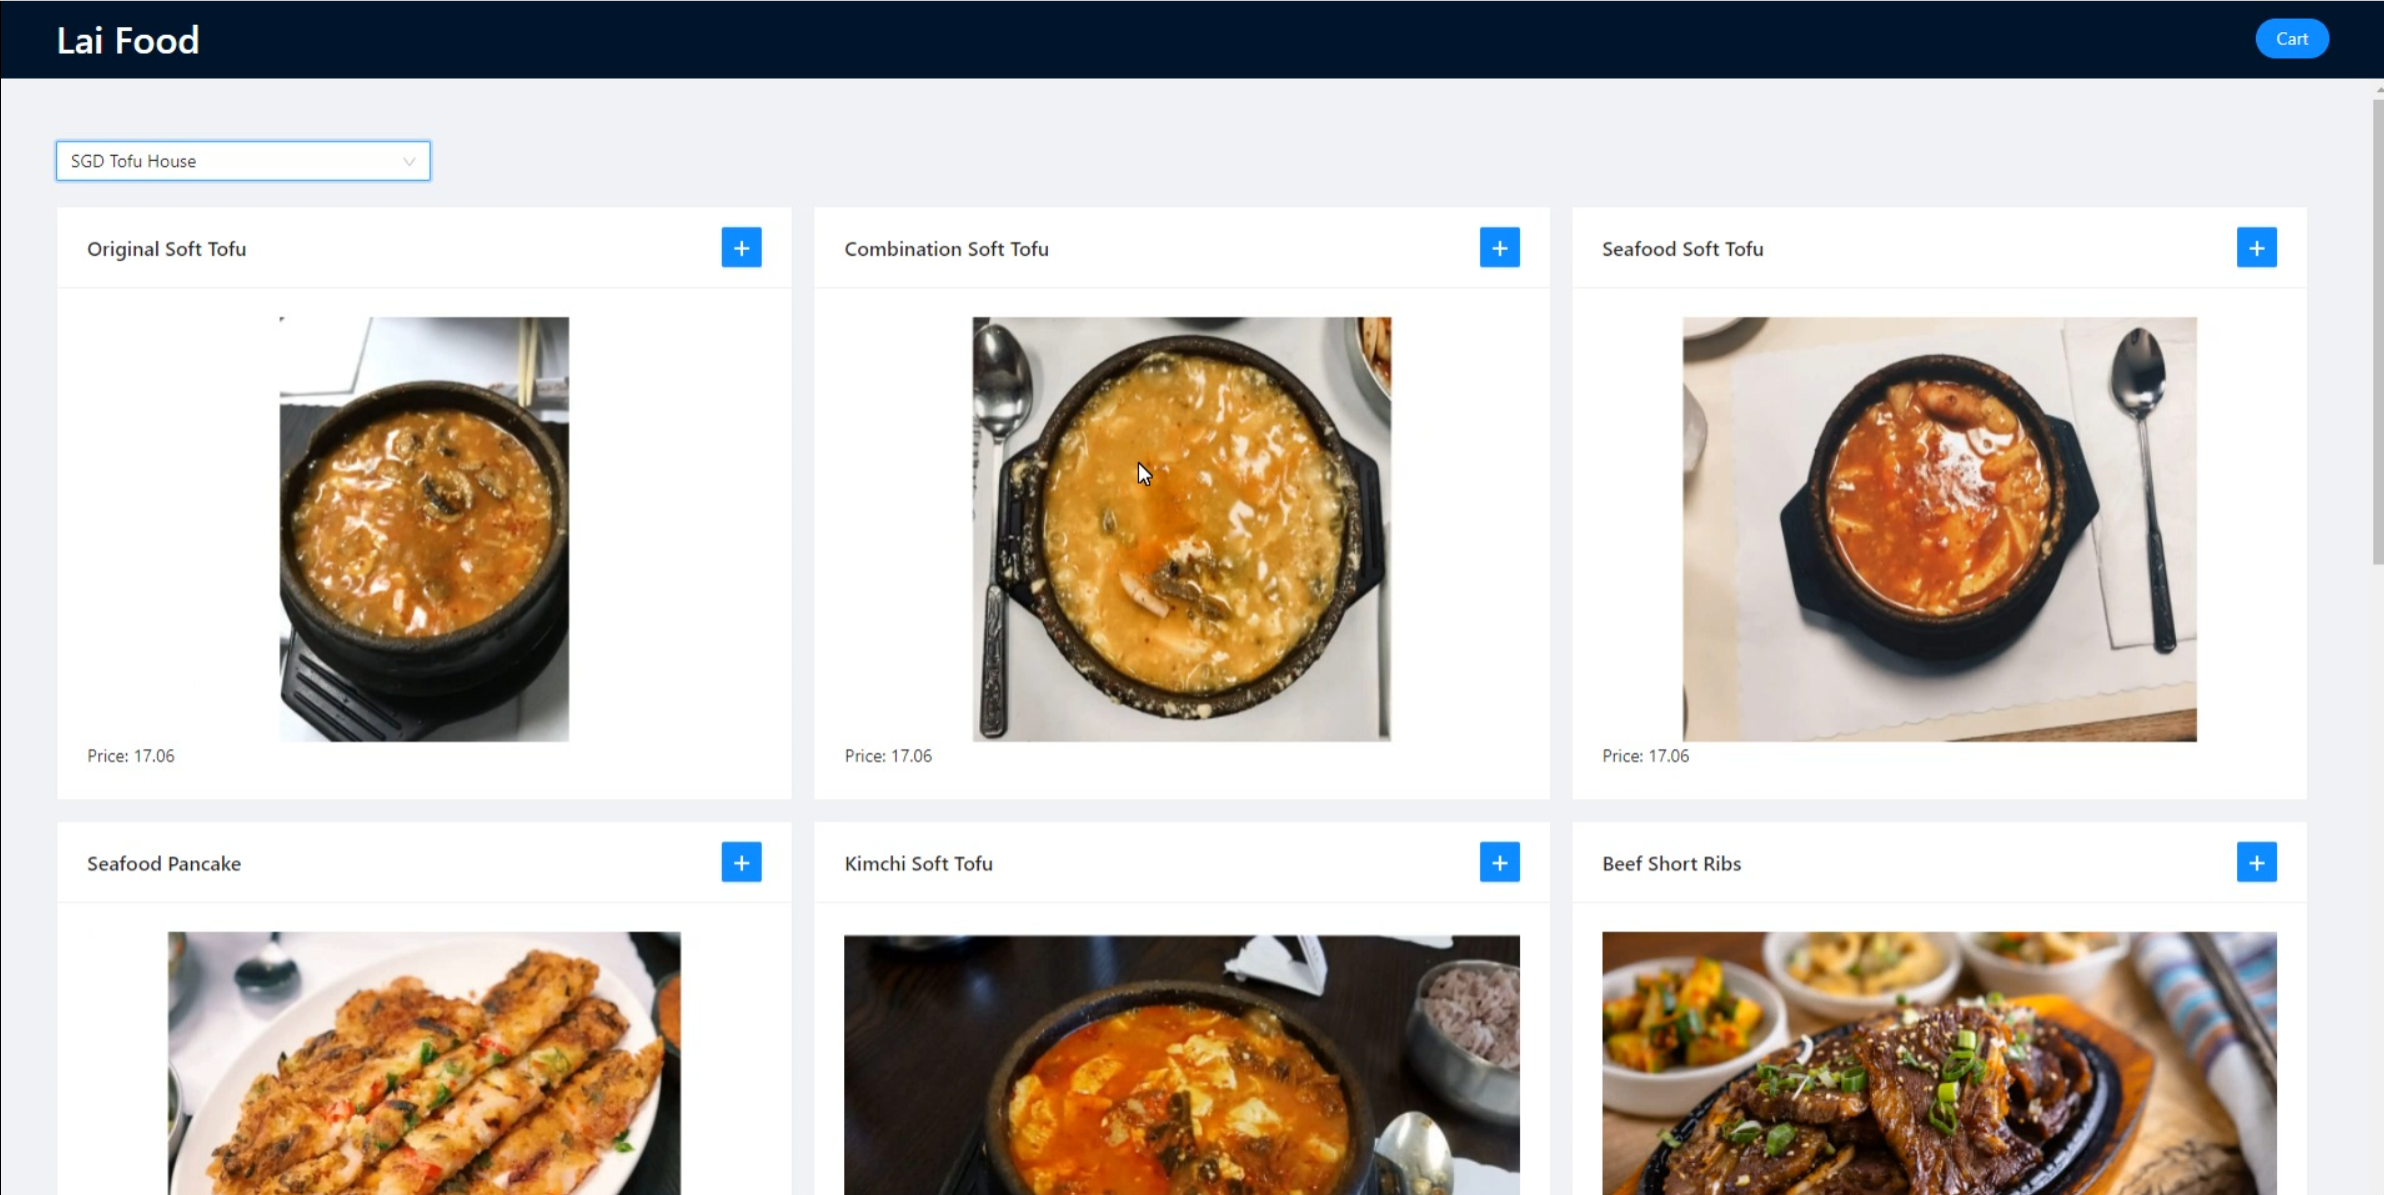 Lai Food
Cart
SGD Tofu House
Original Soft Tofu
Combination Soft Tofu
Seafood Soft Tofu
Price: 17.06
Price: 17.06
Price: 17.06
Seafood Pancake
Kimchi Soft Tofu
Beef Short Ribs